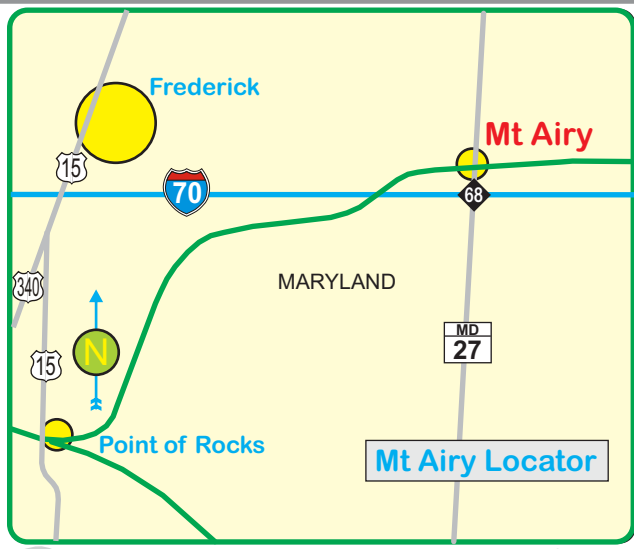 Frederick
Mt Airy
15
70
68
340
MARYLAND
MD
27
15
N
Point of Rocks
Mt Airy Locator